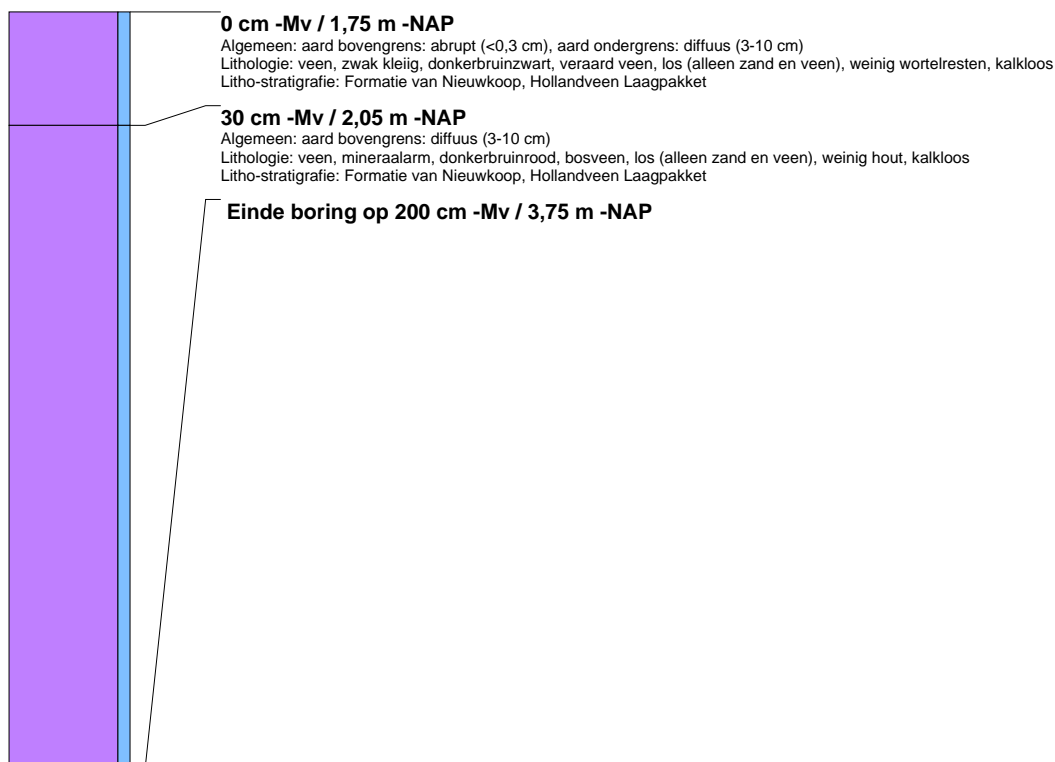 0 cm -Mv / 1,75 m -NAP
Algemeen: aard bovengrens: abrupt (<0,3 cm), aard ondergrens: diffuus (3-10 cm)
Lithologie: veen, zwak kleiig, donkerbruinzwart, veraard veen, los (alleen zand en veen), weinig wortelresten, kalkloos
Litho-stratigrafie: Formatie van Nieuwkoop, Hollandveen Laagpakket
30 cm -Mv / 2,05 m -NAP
Algemeen: aard bovengrens: diffuus (3-10 cm)
Lithologie: veen, mineraalarm, donkerbruinrood, bosveen, los (alleen zand en veen), weinig hout, kalkloos
Litho-stratigrafie: Formatie van Nieuwkoop, Hollandveen Laagpakket
Einde boring op 200 cm -Mv / 3,75 m -NAP